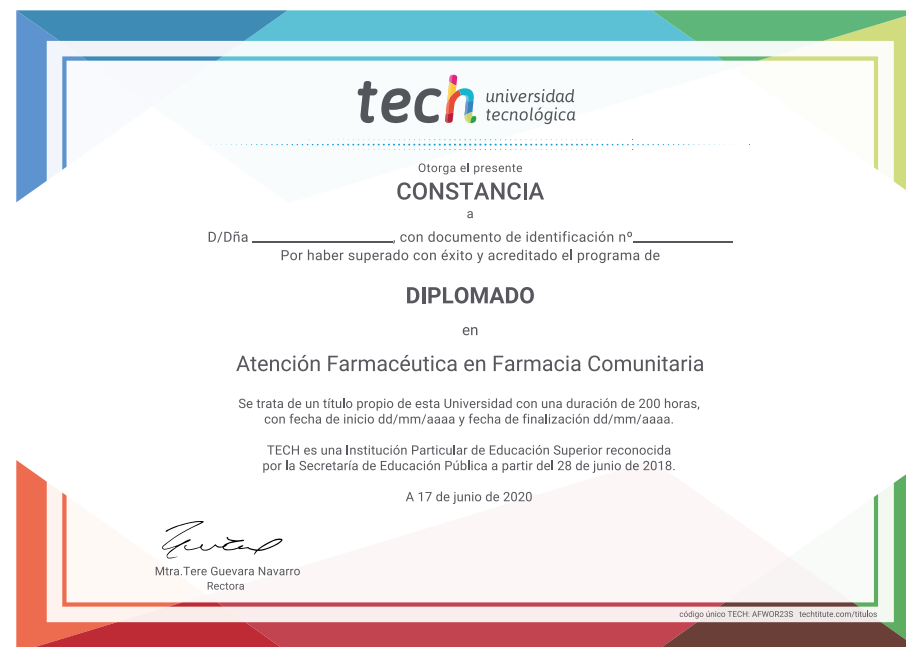 tech universidad
tecnológica
Otorga el presente
CONSTANCIA
a
D/Dña ____________________, con documento de identificación nº______________
Por haber superado con éxito y acreditado el programa de
DIPLOMADO
en
Atención Farmacéutica en Farmacia Comunitaria
Se trata de un título propio de esta Universidad con una duración de 200 horas,
con fecha de inicio dd/mm/aaaa y fecha de finalización dd/mm/aaaa.
TECH es una Institución Particular de Educación Superior reconocida
por la Secretaría de Educación Pública a partir del 28 de junio de 2018.
A 17 de junio de 2020
Mtra.Tere Guevara Navarro
Rectora
código único TECH: AFWOR23S techtitute.com/titulos